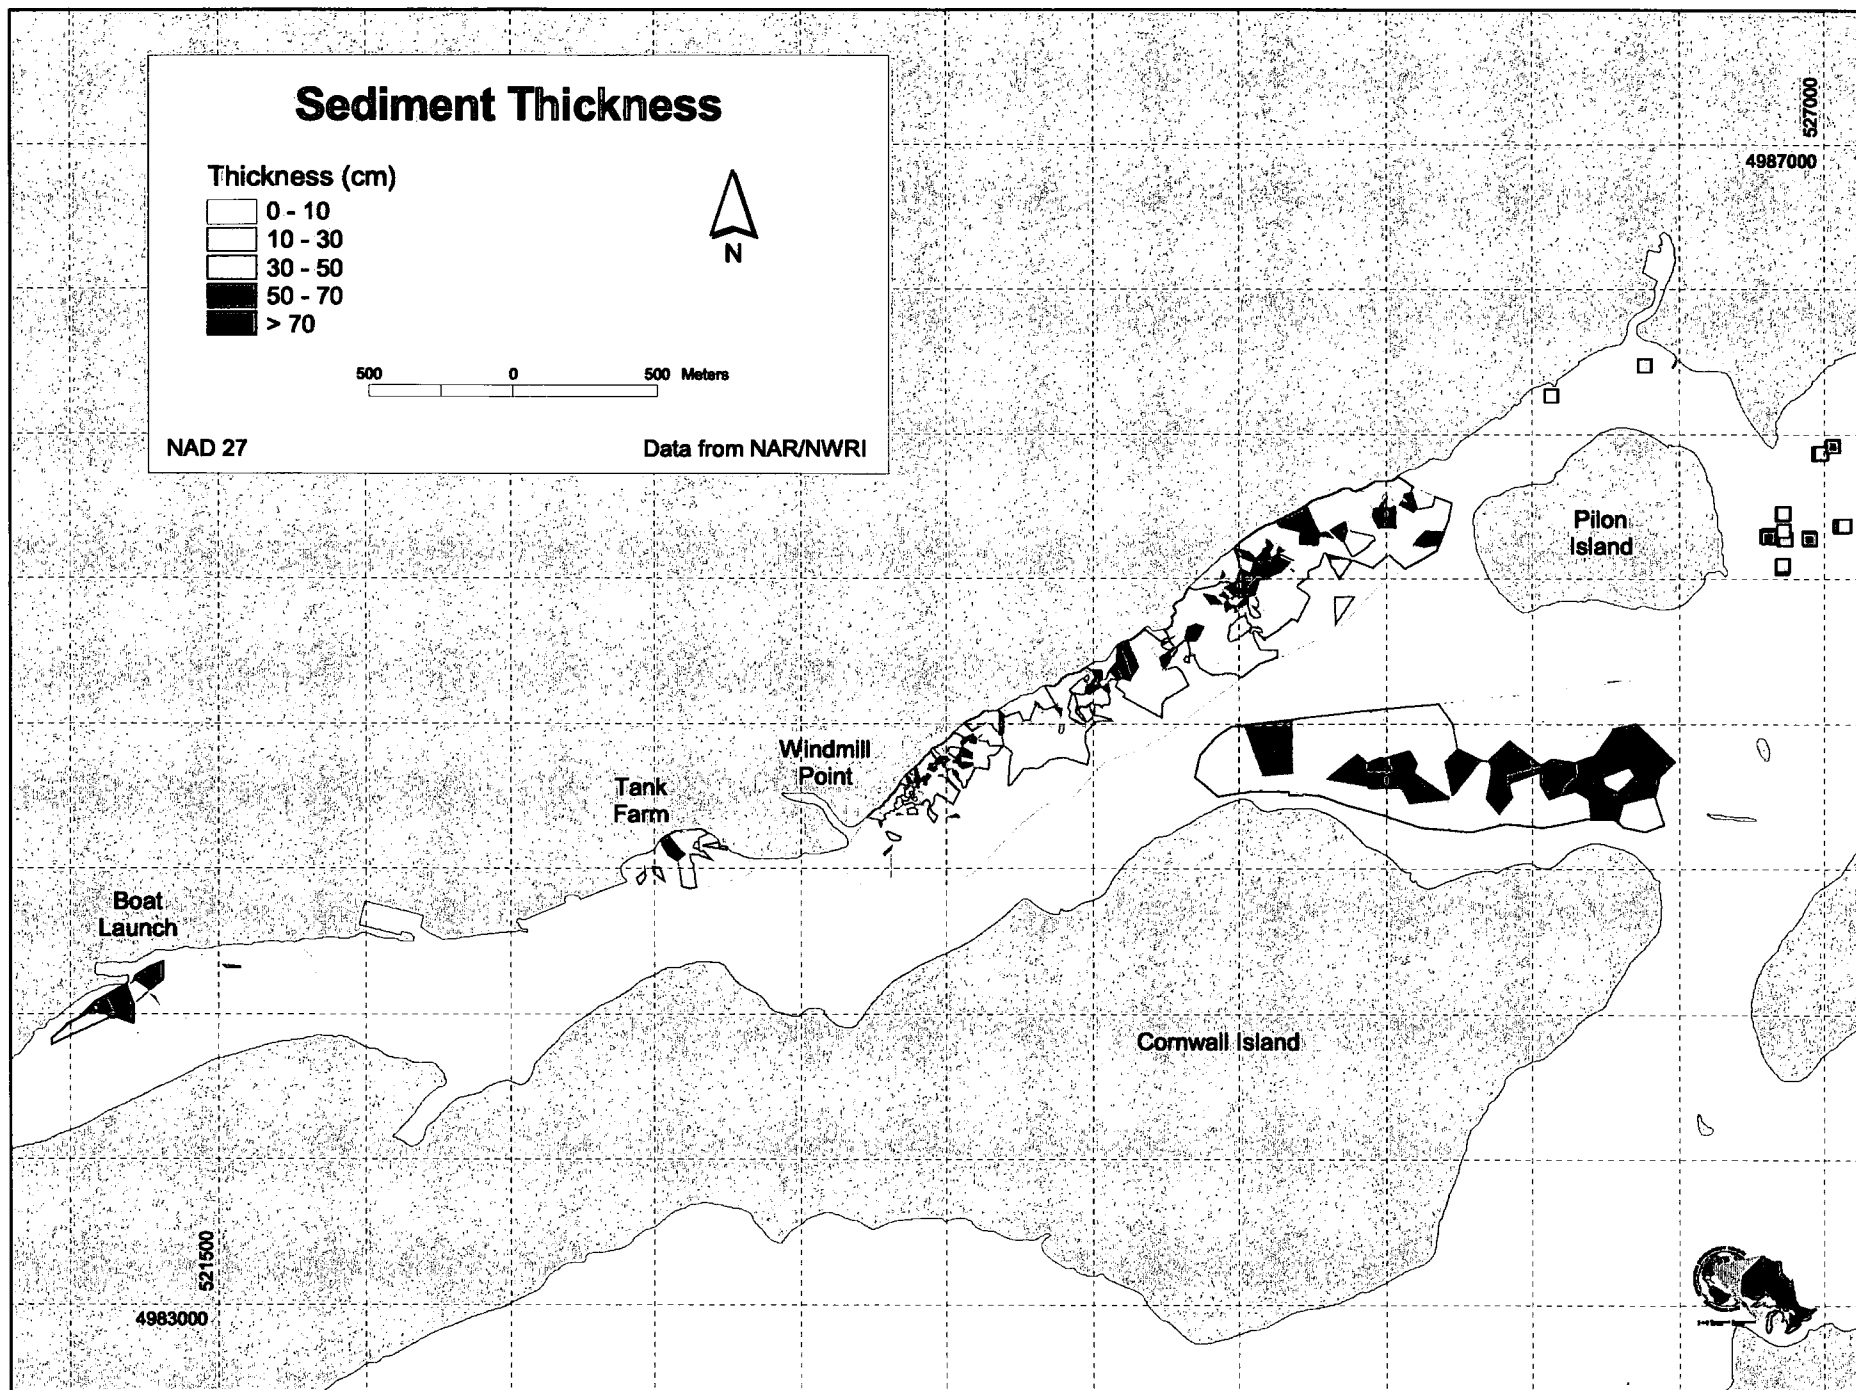 Sediment Thickness
Thickness (cm)
0 - 10
10 - 30
30 - 50
50 - 70
> 70
N
500 0 500 Meters
NAD 27 Data from NAR/NWRI
527000
4987000
Pilon
Island
Windmill
Point
Tank
Farm
Boat
Launch
Cornwall Island
521500
4983000